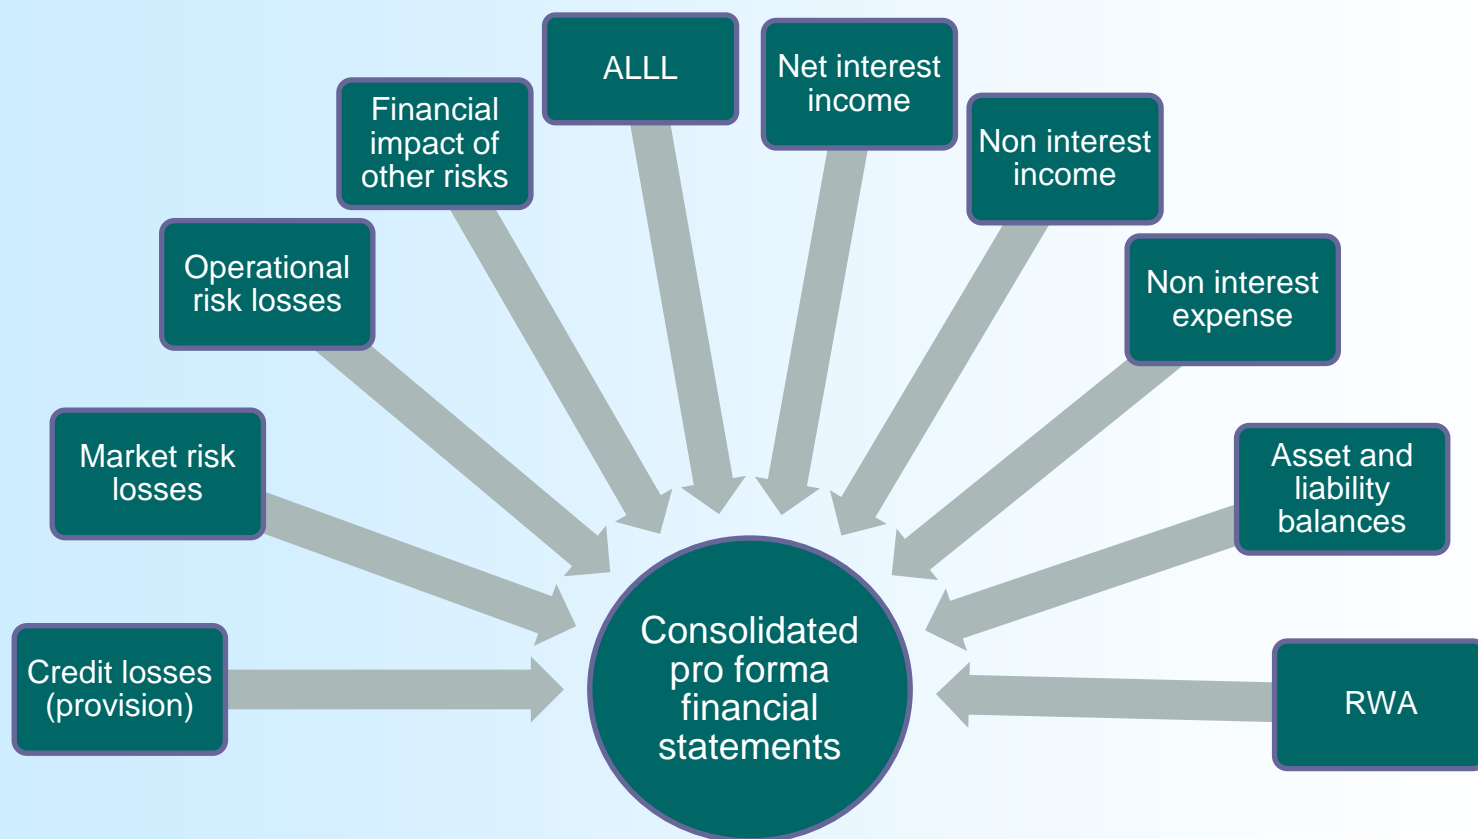 ALLL
Net interest
income
Financial
impact of
other risks
Non interest
income
Operational
risk losses
Non interest
expense
Market risk
losses
Asset and
liability
balances
Credit losses
(provision)
Consolidated
pro forma
financial
statements
RWA